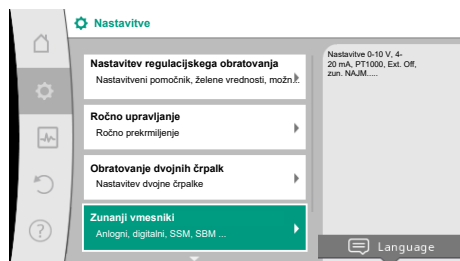 Nastavitve
Nastavitev regulacijskega obratovanja
Nastavitveni pomočnik, želene vrednosti, možn...
Ročno upravljanje
Ročno prekrmiljenje
Obratovanje dvojnih črpalk
Nastavitev dvojne črpalke
Zunanji vmesniki
Anlogni, digitalni, SSM, SBM ...
Nastavitve 0-10 V, 4-
20 mA, PT1000, Ext. Off,
zun. NAJM.....
Language